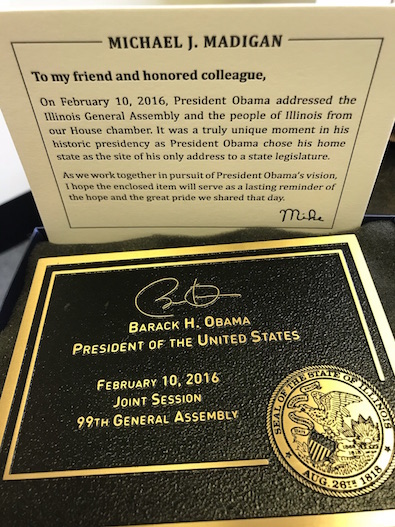 MICHAEL J. MADIGAN
To my friend and honored colleague,
On February 10, 2016, President Obama addressed the
Illinois General Assembly and the people of Illinois from
our House chamber. It was a truly unique moment in his
historic presidency as President Obama chose his home
state as the site of his only address to a state legislature.
As we work together in pursuit of President Obama's vision,
I hope the enclosed item will serve as a lasting reminder of
the hope and the great pride we shared that day.
Mike
BARACK H. OBAMA
PRESIDENT OF THE UNITED STATES
FEBRUARY 10, 2016
JOINT SESSION
99TH GENERAL ASSEMBLY
SEAL OF THE STATE OF ILLINOIS
AUG. 26TH 1818